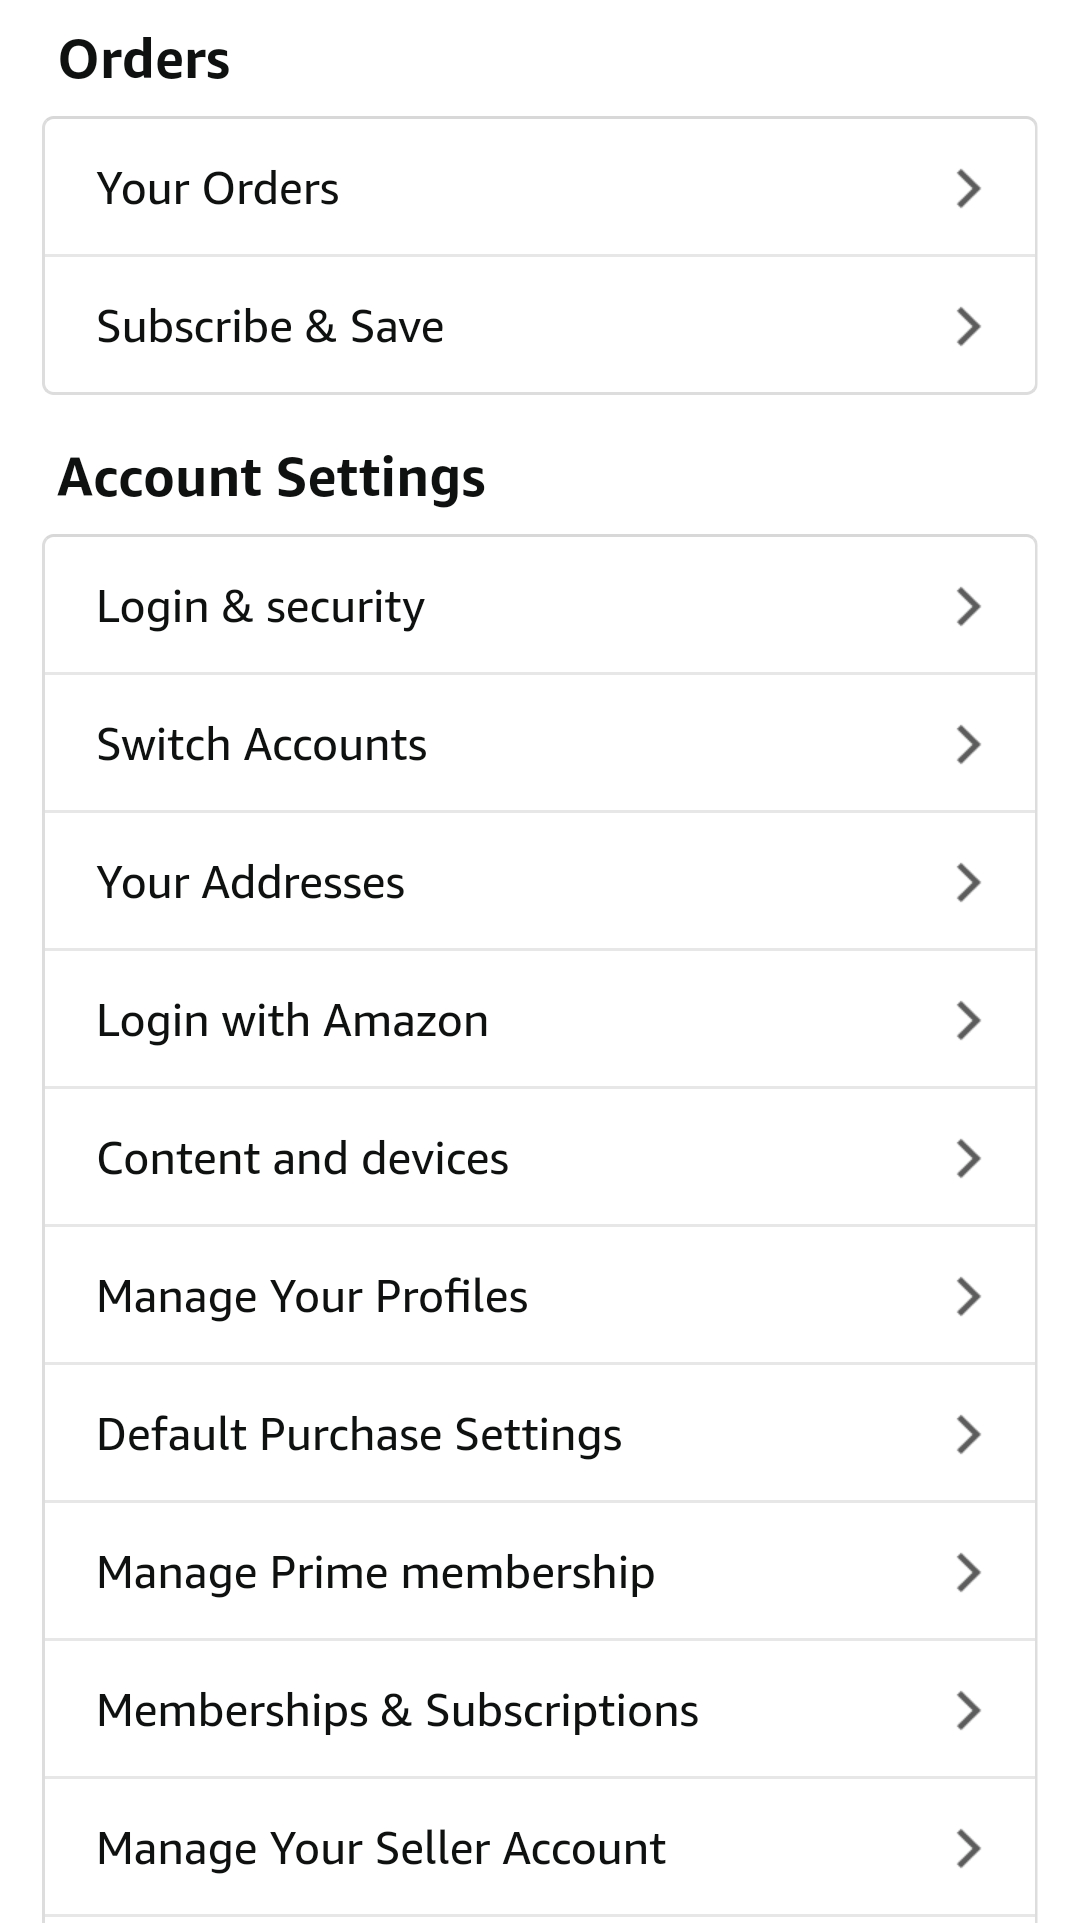 Orders
Your Orders
Subscribe & Save
Account Settings
Login & security
Switch Accounts
Your Addresses
Login with Amazon
Content and devices
Manage Your Profiles
Default Purchase Settings
Manage Prime membership
Memberships & Subscriptions
Manage Your Seller Account